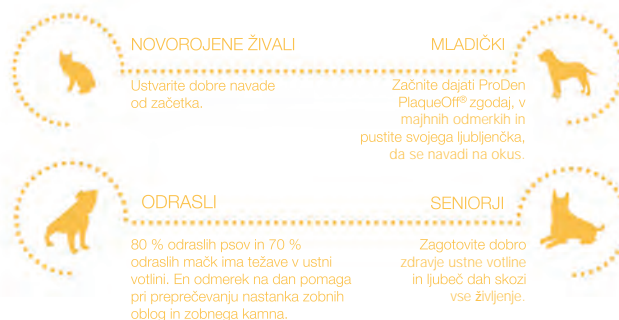 NOVOROJENE ŽIVALI
Ustvarite dobre navade
od začetka.
MLADIČKI
Začnite dajati ProDen
PlaqueOff® zgodaj, v
majhnih odmerkih in
pustite svojega ljubljenčka,
da se navadi na okus.
ODRASLI
80 % odraslih psov in 70 %
odraslih mačk ima težave v ustni
votlini. En odmerek na dan pomaga
pri preprečevanju nastanka zobnih
oblog in zobnega kamna.
SENIORJI
Zagotovite dobro
zdravje ustne votline
in ljubeč dah skozi
vse življenje.